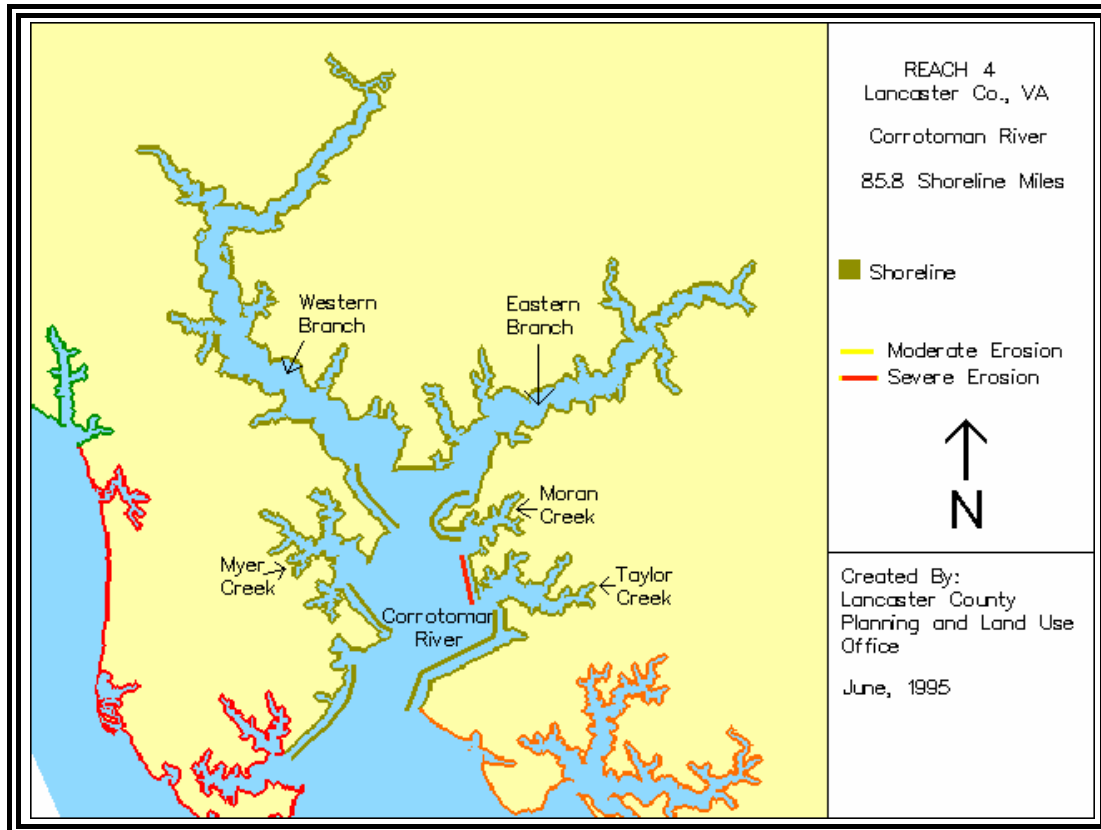 REACH 4
Lancaster Co., VA
Corrotoman River
85.8 Shoreline Miles
Shoreline
Moderate Erosion
Severe Erosion
N
Created By:
Lancaster County
Planning and Land Use
Office
June, 1995
Western
Branch
Eastern
Branch
Moran
Creek
Myer
Creek
Taylor
Creek
Corrotoman
River